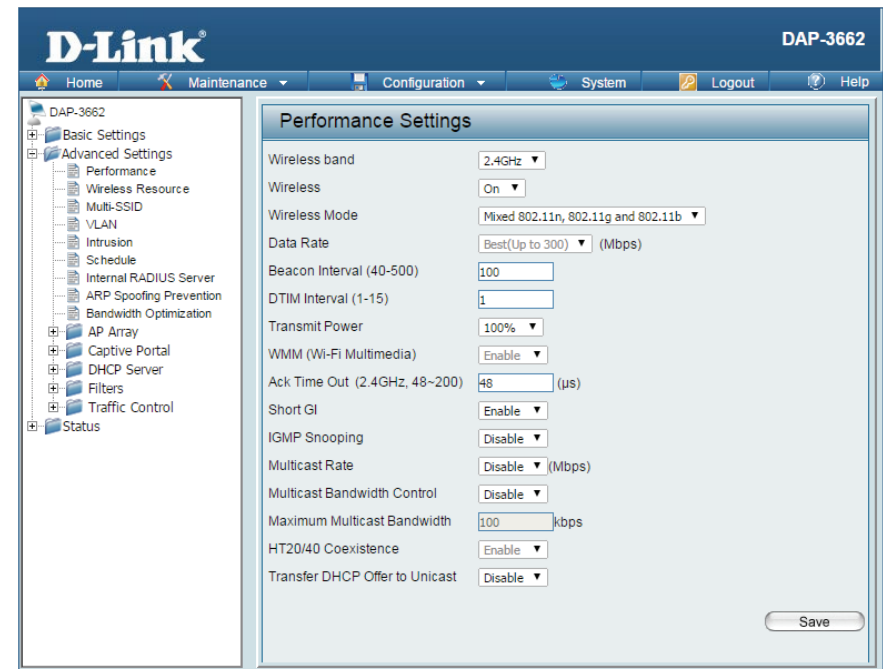 D-Link®
DAP-3662
Home Maintenance Configuration System Logout Help
DAP-3662
Basic Settings
Advanced Settings
Performance
Wireless Resource
Multi-SSID
VLAN
Intrusion
Schedule
Internal RADIUS Server
ARP Spoofing Prevention
Bandwidth Optimization
AP Array
Captive Portal
DHCP Server
Filters
Traffic Control
Status
Performance Settings
Wireless band 2.4GHz
Wireless On
Wireless Mode Mixed 802.11n, 802.11g and 802.11b
Data Rate Best(Up to 300) (Mbps)
Beacon Interval (40-500) 100
DTIM Interval (1-15) 1
Transmit Power 100%
WMM (Wi-Fi Multimedia) Enable
Ack Time Out (2.4GHz, 48~200) 48 (μs)
Short GI Enable
IGMP Snooping Disable
Multicast Rate Disable (Mbps)
Multicast Bandwidth Control Disable
Maximum Multicast Bandwidth 100 kbps
HT20/40 Coexistence Enable
Transfer DHCP Offer to Unicast Disable
Save